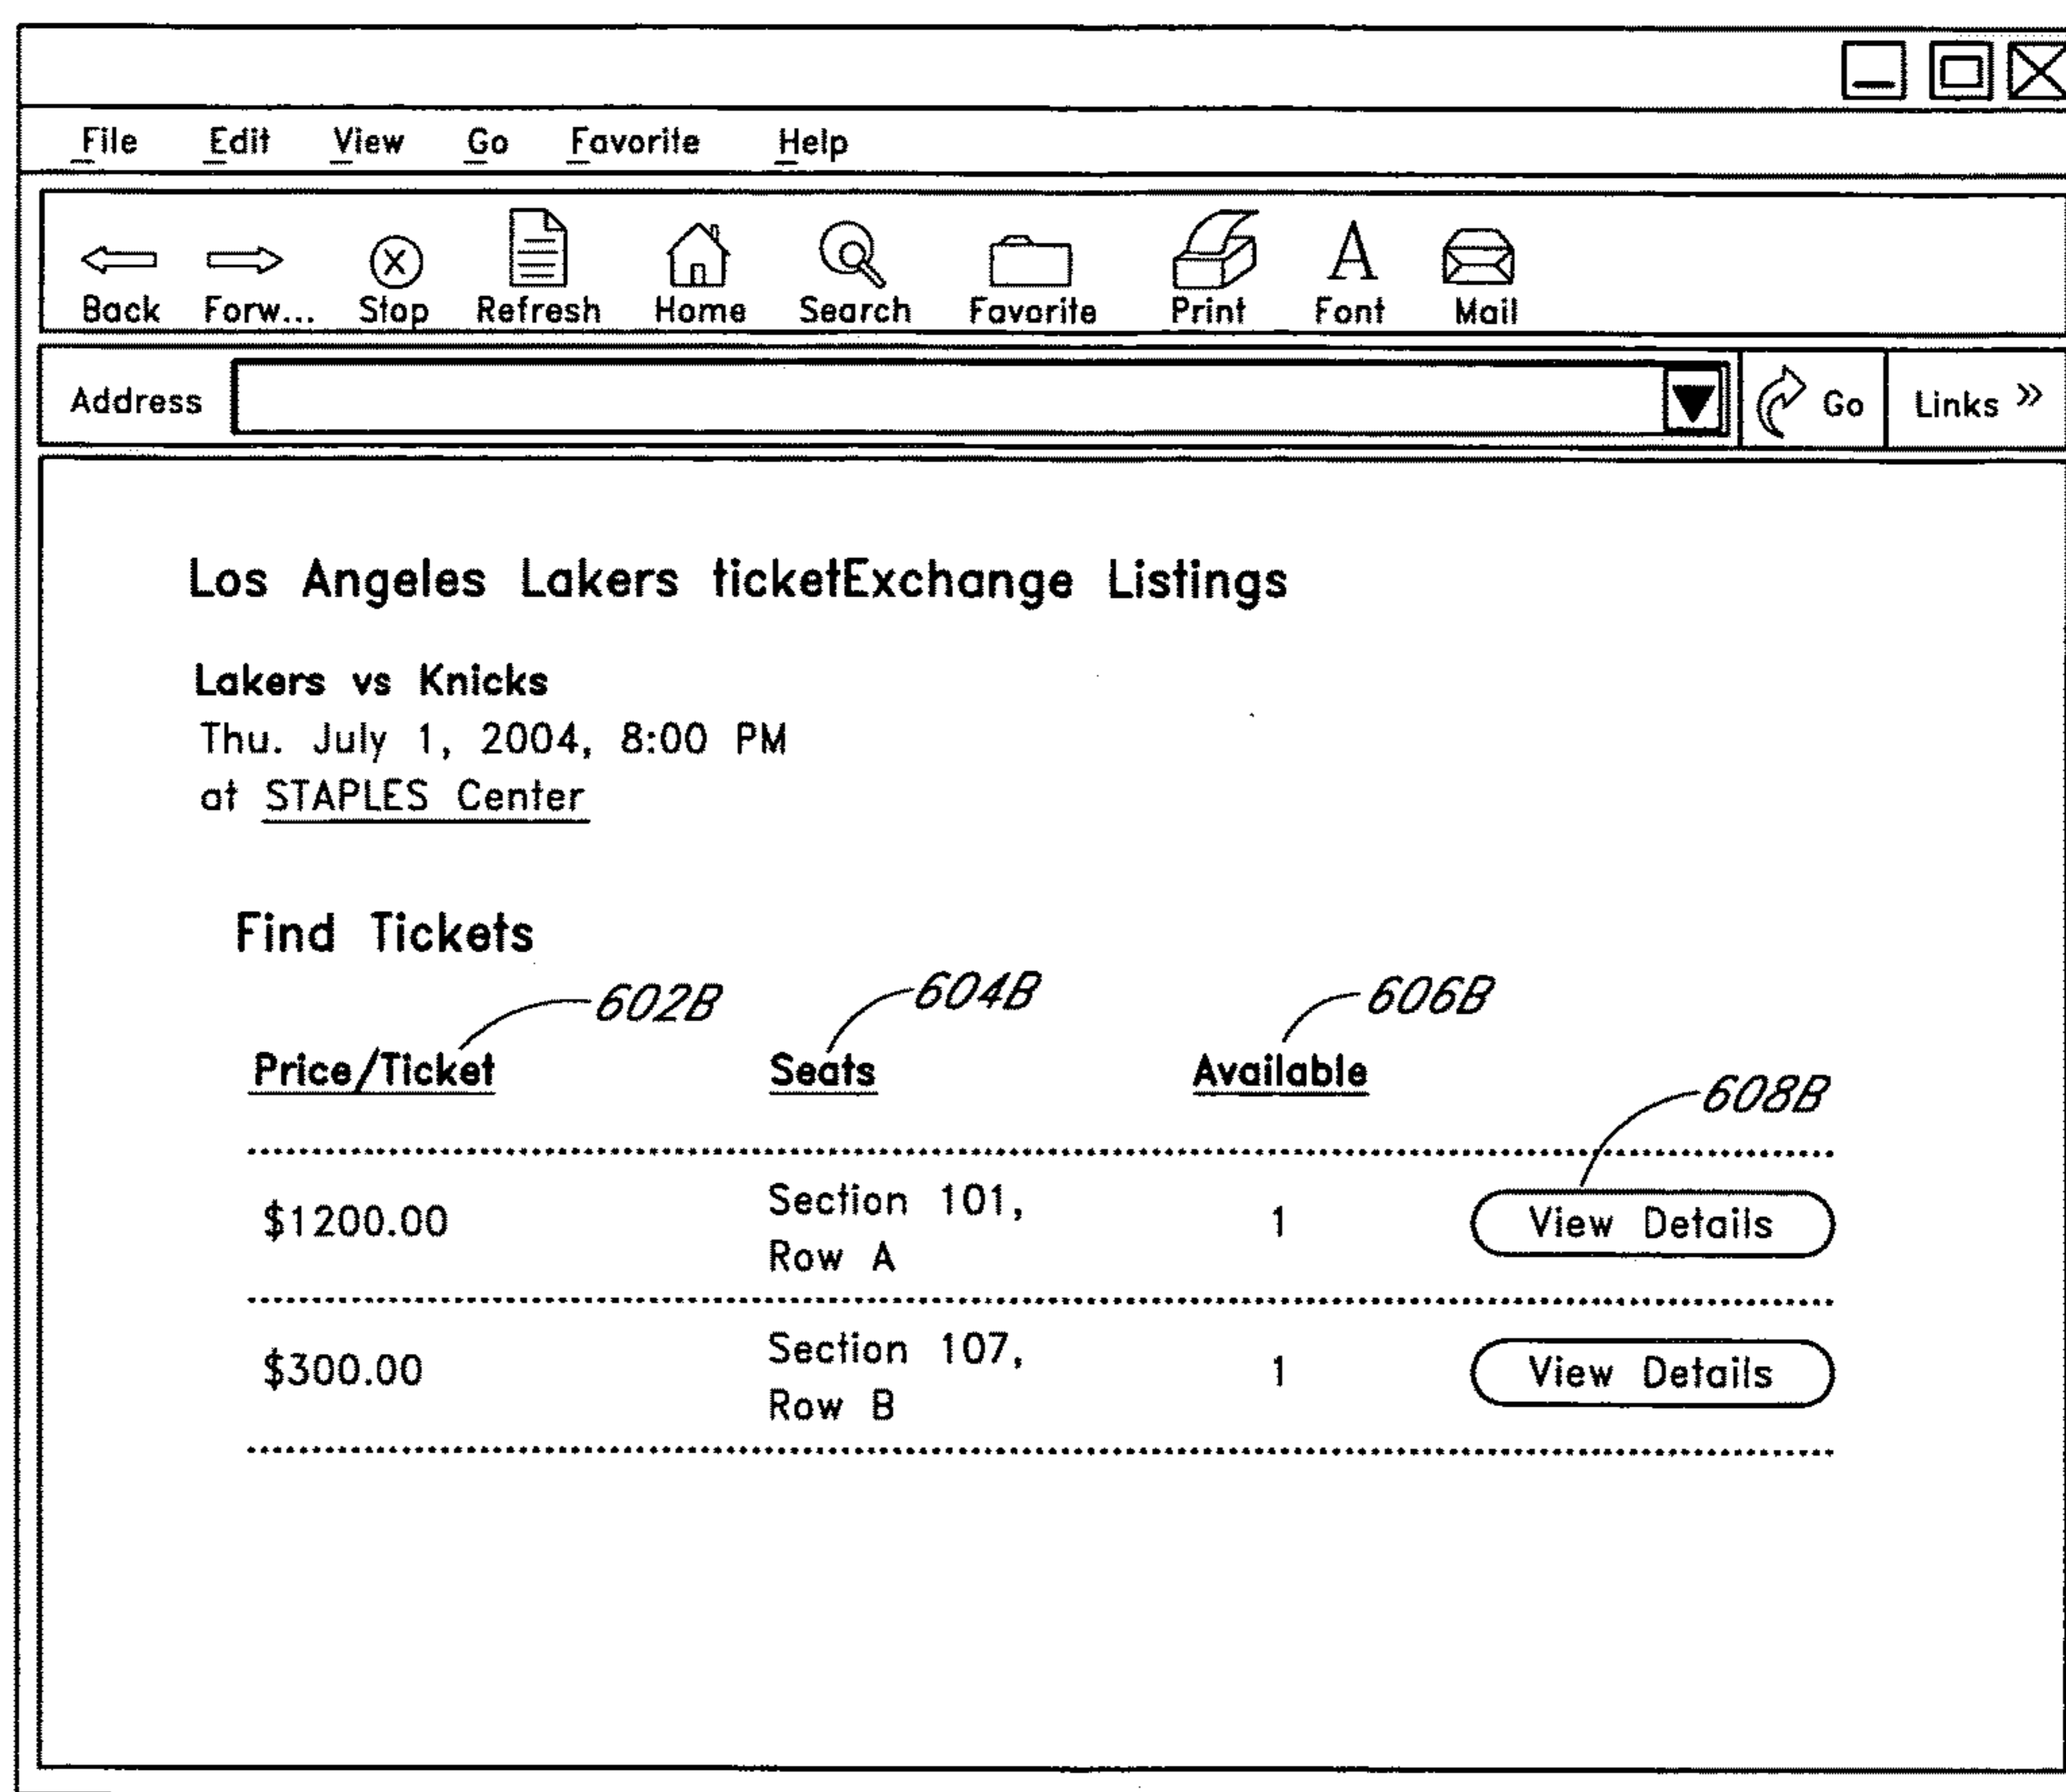 File Edit View Go Favorite Help
Back Forw... Stop Refresh Home Search Favorite Print Font Mail
Address Go Links »
Los Angeles Lakers ticketExchange Listings
Lakers vs Knicks
Thu. July 1, 2004, 8:00 PM
at STAPLES Center
Find Tickets
602B 604B 606B
Price/Ticket Seats Available
608B
$1200.00 Section 101, 1 View Details
Row A
$300.00 Section 107, 1 View Details
Row B